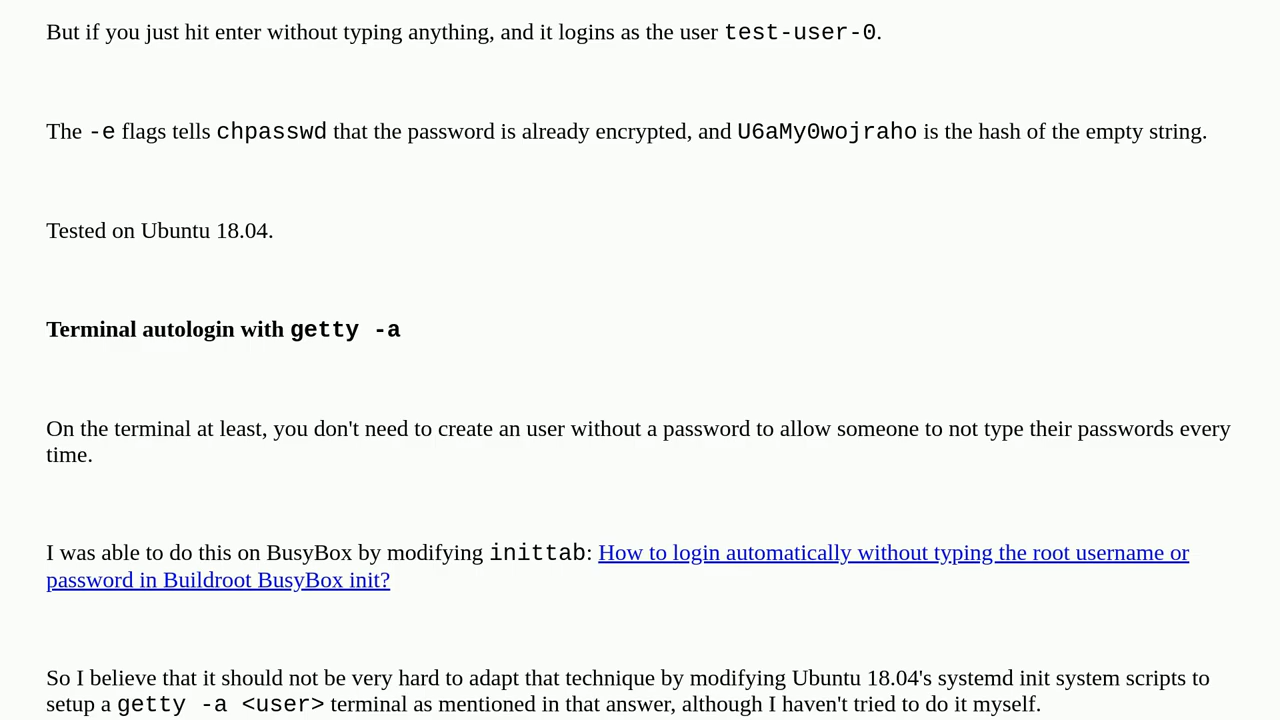 But if you just hit enter without typing anything, and it logins as the user test-user-0.
The -e flags tells chpasswd that the password is already encrypted, and U6aMy0wojraho is the hash of the empty string.
Tested on Ubuntu 18.04.
Terminal autologin with getty -a
On the terminal at least, you don't need to create an user without a password to allow someone to not type their passwords every
time.
I was able to do this on BusyBox by modifying inittab: How to login automatically without typing the root username or
password in Buildroot BusyBox init?
So I believe that it should not be very hard to adapt that technique by modifying Ubuntu 18.04's systemd init system scripts to
setup a getty -a <user> terminal as mentioned in that answer, although I haven't tried to do it myself.